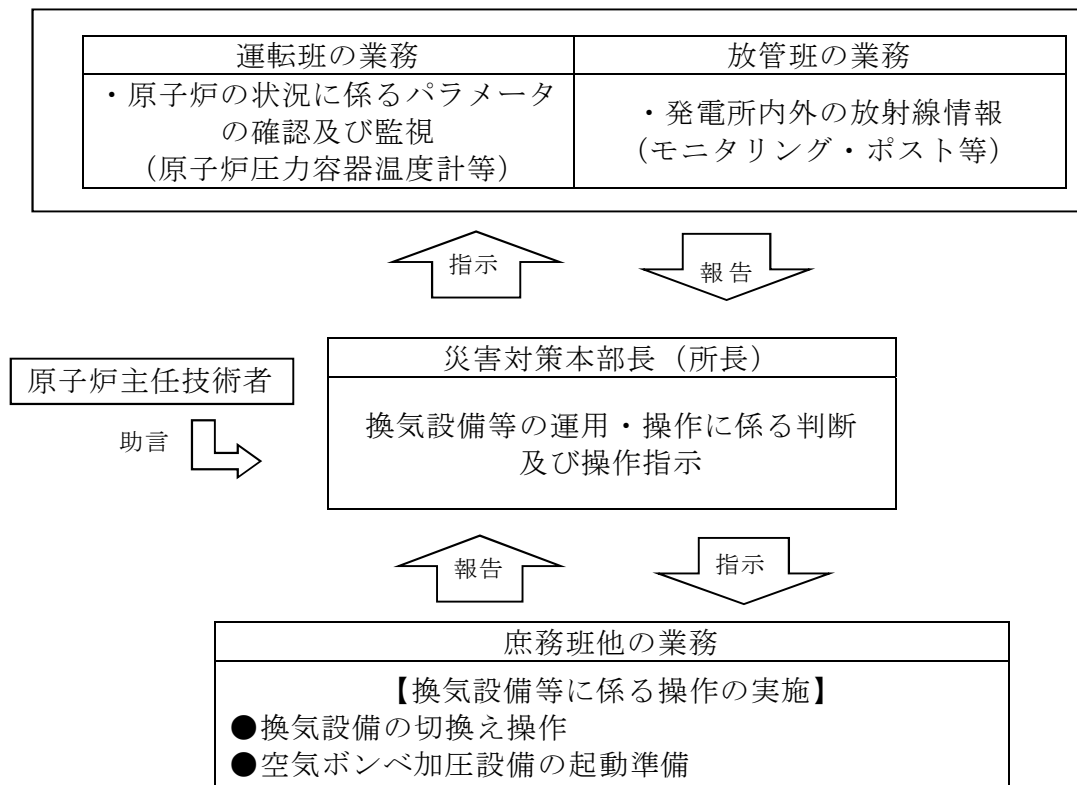 運転班の業務
・原子炉の状況に係るパラメータ
の確認及び監視
(原子炉圧力容器温度計等)
放管班の業務
・発電所内外の放射線情報
(モニタリング・ポスト等)
指示
報告
原子炉主任技術者
助言
災害対策本部長(所長)
換気設備等の運用・操作に係る判断
及び操作指示
報告
指示
庶務班他の業務
【換気設備等に係る操作の実施】
●換気設備の切換え操作
●空気ボンベ加圧設備の起動準備